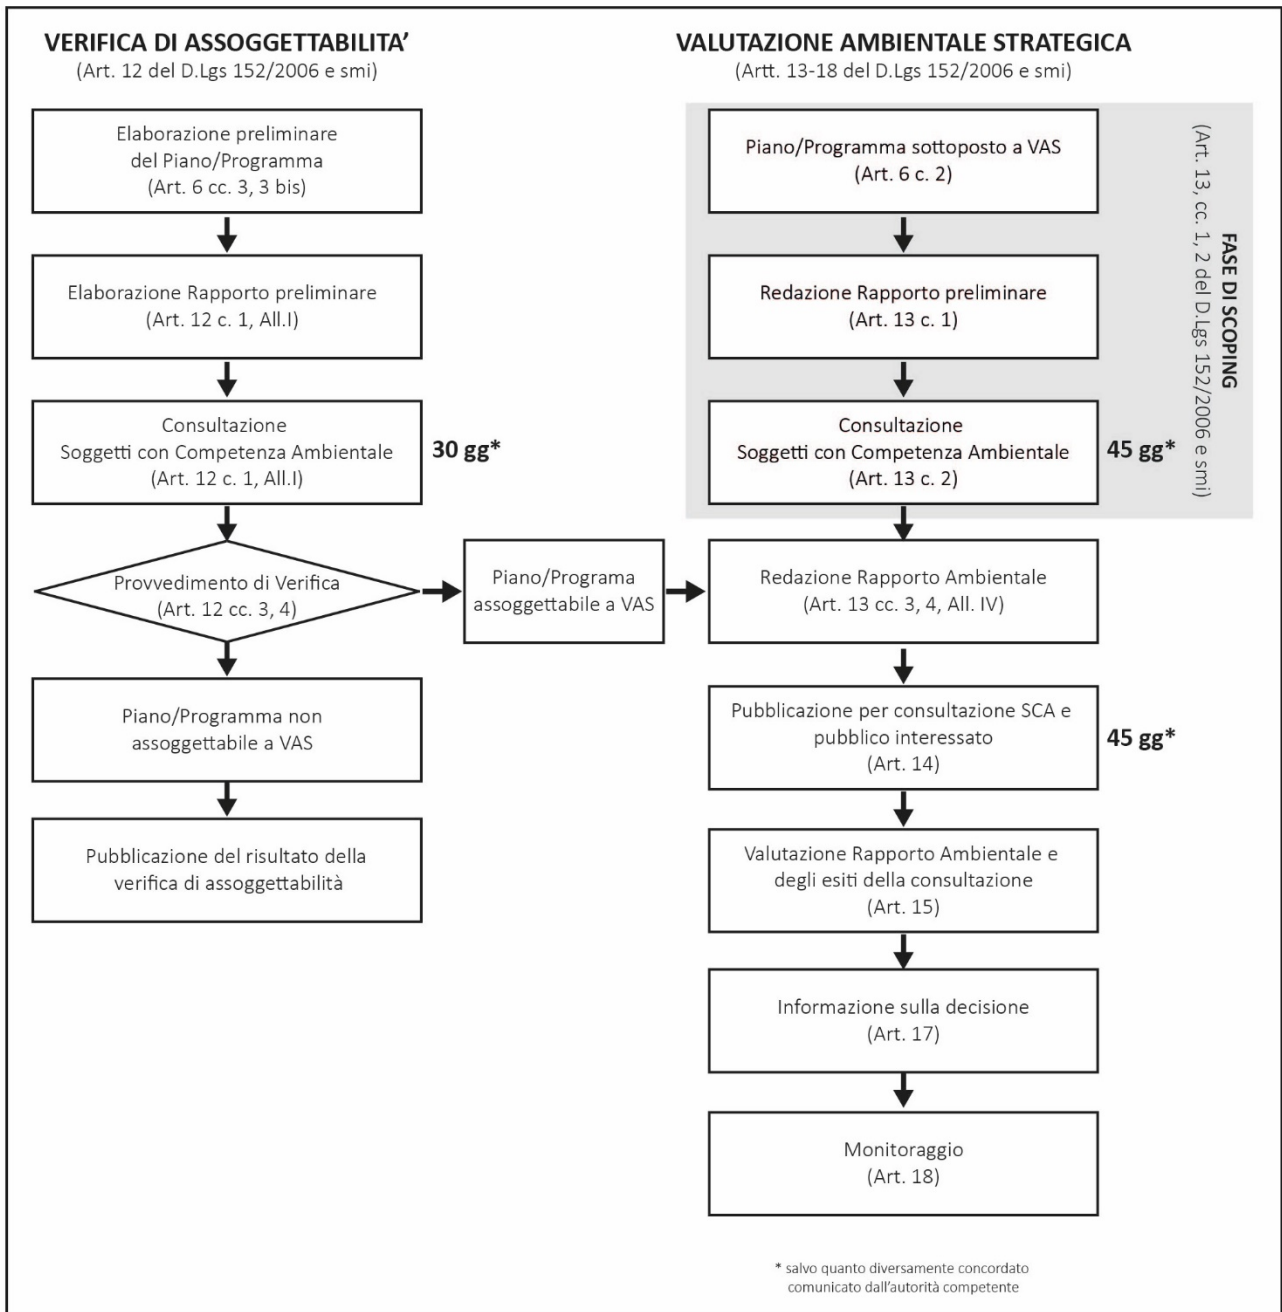 VERIFICA DI ASSOGGETTABILITA’
(Art. 12 del D.Lgs 152/2006 e smi)
Elaborazione preliminare
del Piano/Programma
(Art. 6 cc. 3, 3 bis)
Elaborazione Rapporto preliminare
(Art. 12 c. 1, All.I)
Consultazione
Soggetti con Competenza Ambientale
(Art. 12 c. 1, All.I)
30 gg*
Provvedimento di Verifica
(Art. 12 cc. 3, 4)
Piano/Programa
assoggettabile a VAS
Piano/Programma non
assoggettabile a VAS
Pubblicazione del risultato della
verifica di assoggettabilità
VALUTAZIONE AMBIENTALE STRATEGICA
(Artt. 13-18 del D.Lgs 152/2006 e smi)
Piano/Programma sottoposto a VAS
(Art. 6 c. 2)
Redazione Rapporto preliminare
(Art. 13 c. 1)
Consultazione
Soggetti con Competenza Ambientale
(Art. 13 c. 2)
45 gg*
FASE DI SCOPING
(Art. 13, cc. 1, 2 del D.Lgs 152/2006 e smi)
Redazione Rapporto Ambientale
(Art. 13 cc. 3, 4, All. IV)
Pubblicazione per consultazione SCA e
pubblico interessato
(Art. 14)
45 gg*
Valutazione Rapporto Ambientale e
degli esiti della consultazione
(Art. 15)
Informazione sulla decisione
(Art. 17)
Monitoraggio
(Art. 18)
* salvo quanto diversamente concordato
comunicato dall’autorità competente